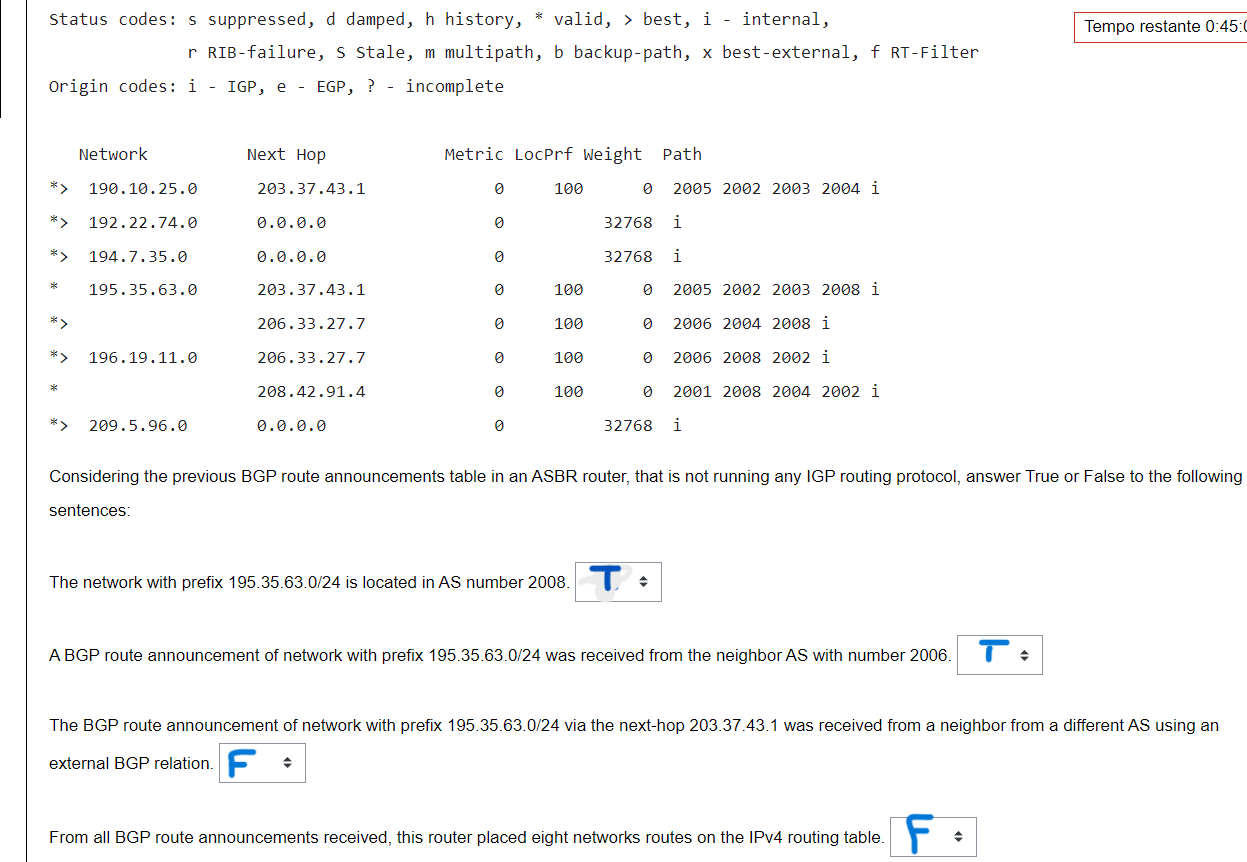 Status codes: s suppressed, d damped, h history, * valid, > best, i - internal,
Tempo restante 0:45:
r RIB-failure, S Stale, m multipath, b backup-path, x best-external, f RT-Filter
Origin codes: i - IGP, e - EGP, ? - incomplete
Network Next Hop Metric LocPrf Weight Path
*> 190.10.25.0 203.37.43.1 0 100 0 2005 2002 2003 2004 i
*> 192.22.74.0 0.0.0.0 0 32768 i
*> 194.7.35.0 0.0.0.0 0 32768 i
* 195.35.63.0 203.37.43.1 0 100 0 2005 2002 2003 2008 i
*> 206.33.27.7 0 100 0 2006 2004 2008 i
*> 196.19.11.0 206.33.27.7 0 100 0 2006 2008 2002 i
* 208.42.91.4 0 100 0 2001 2008 2004 2002 i
*> 209.5.96.0 0.0.0.0 0 32768 i
Considering the previous BGP route announcements table in an ASBR router, that is not running any IGP routing protocol, answer True or False to the following
sentences:
The network with prefix 195.35.63.0/24 is located in AS number 2008. T
A BGP route announcement of network with prefix 195.35.63.0/24 was received from the neighbor AS with number 2006. T
The BGP route announcement of network with prefix 195.35.63.0/24 via the next-hop 203.37.43.1 was received from a neighbor from a different AS using an
external BGP relation. F
From all BGP route announcements received, this router placed eight networks routes on the IPv4 routing table. F